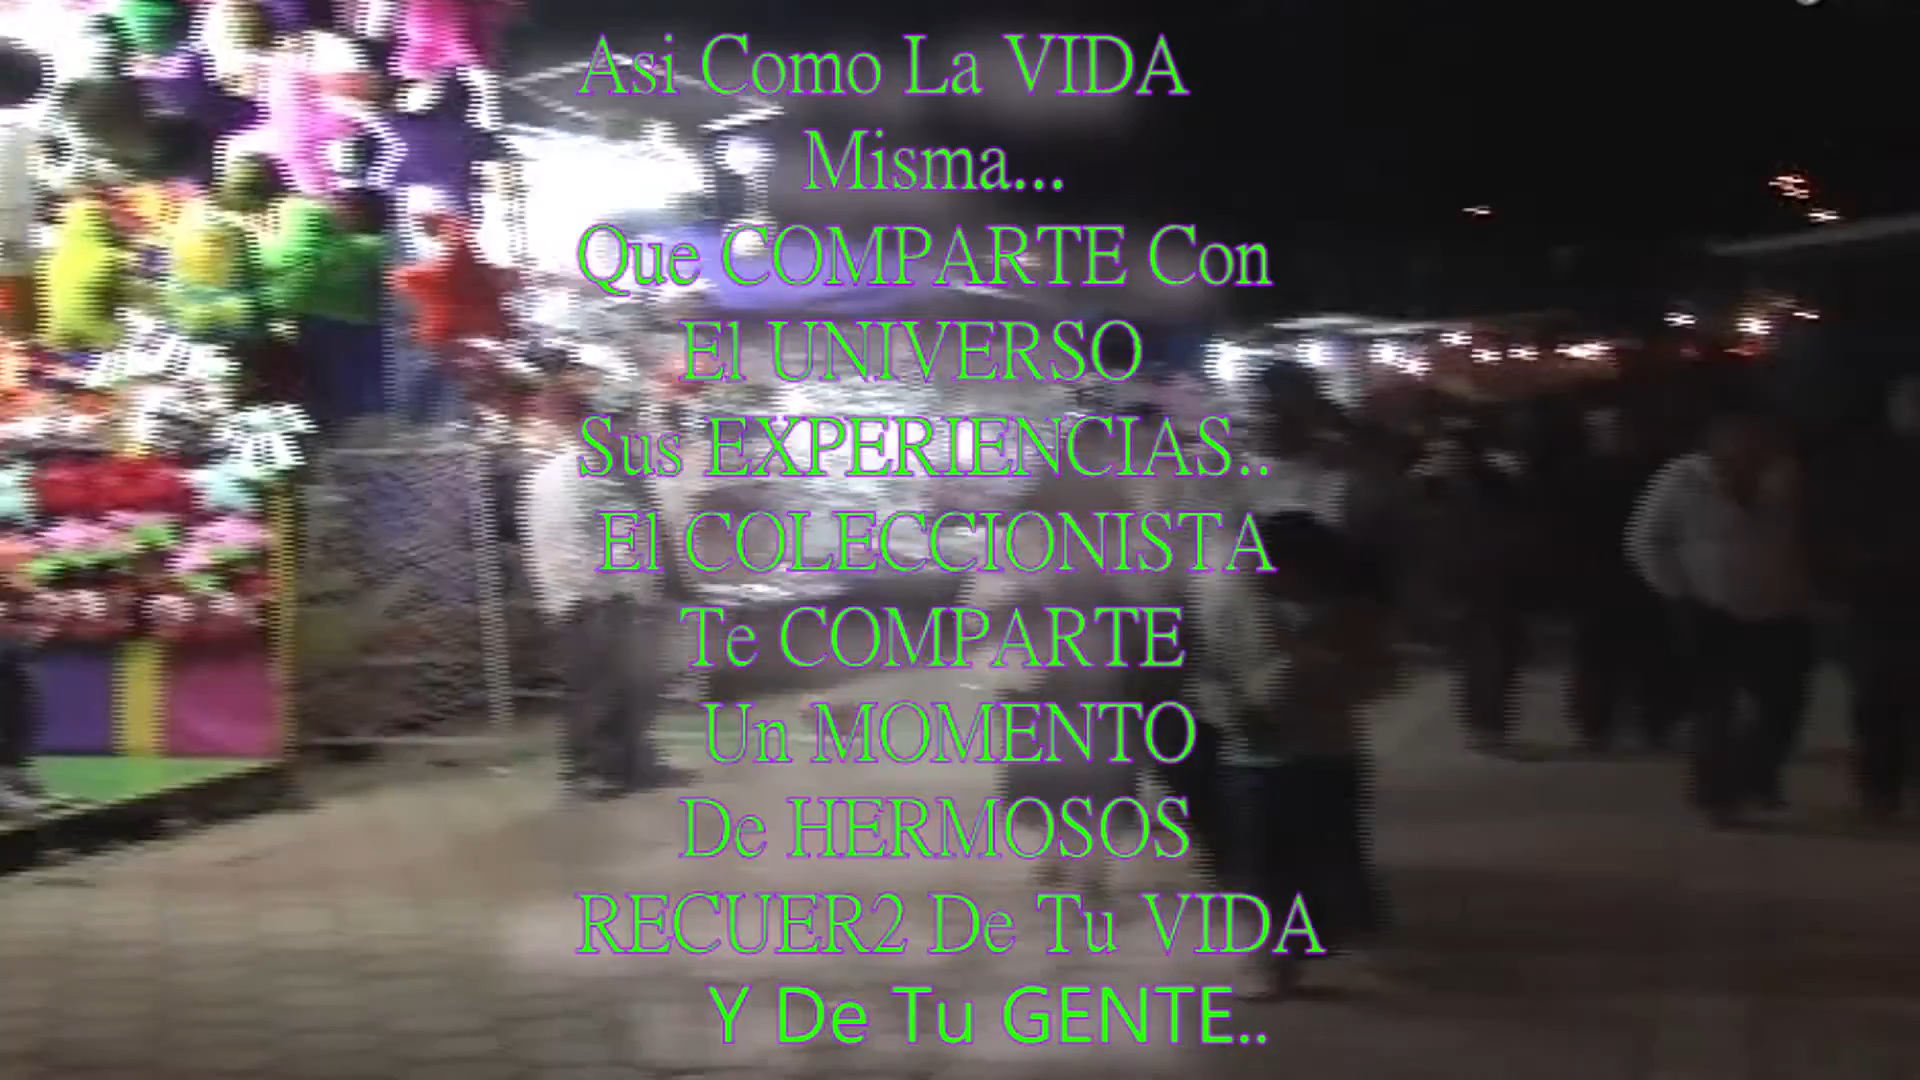 Asi Como La VIDA
Misma...
Que COMPARTE Con
El UNIVERSO
Sus EXPERIENCIAS..
El COLECCIONISTA
Te COMPARTE
Un MOMENTO
De HERMOSOS
RECUER2 De Tu VIDA
Y De Tu GENTE..